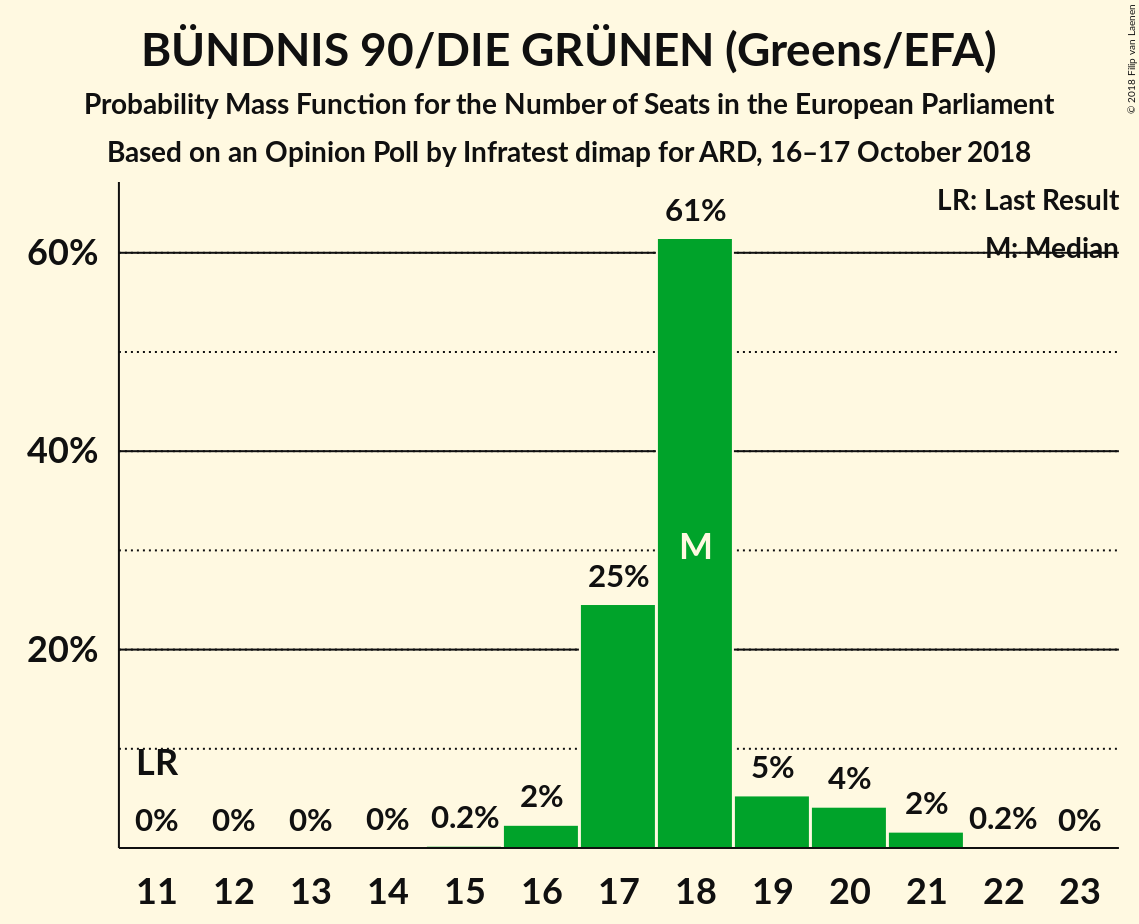 BÜNDNIS 90/DIE GRÜNEN (Greens/EFA)
Probability Mass Function for the Number of Seats in the European Parliament
Based on an Opinion Poll by Infratest dimap for ARD, 16–17 October 2018
© 2018 Filip van Laenen
LR: Last Result
M: Median
60%
40%
20%
LR
0%
0%
0%
0%
0.2%
2%
25%
61%
M
5%
4%
2%
0.2%
0%
11 12 13 14 15 16 17 18 19 20 21 22 23